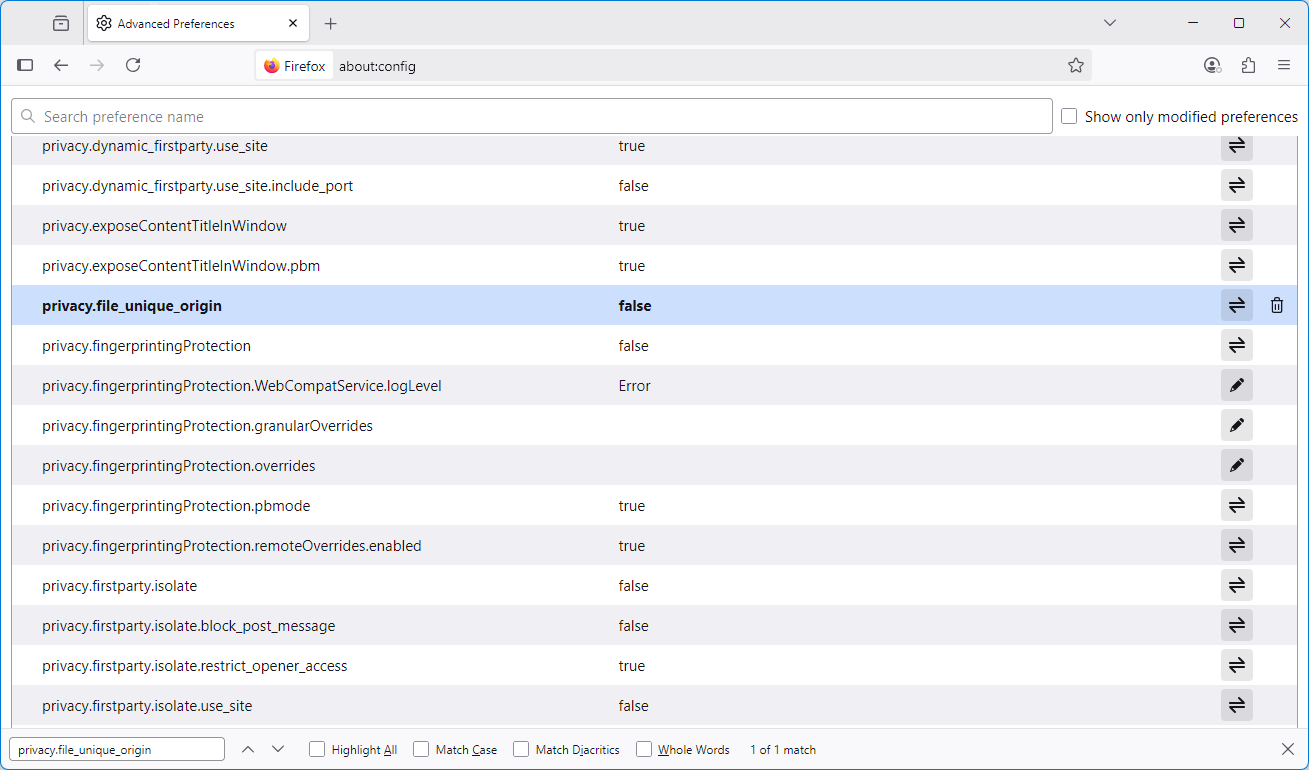 Advanced Preferences
Firefox about:config
Search preference name Show only modified preferences
privacy.dynamic_firstparty.use_site true
privacy.dynamic_firstparty.use_site.include_port false
privacy.exposeContentTitleInWindow true
privacy.exposeContentTitleInWindow.pbm true
privacy.file_unique_origin false
privacy.fingerprintingProtection false
privacy.fingerprintingProtection.WebCompatService.logLevel Error
privacy.fingerprintingProtection.granularOverrides
privacy.fingerprintingProtection.overrides
privacy.fingerprintingProtection.pbmode true
privacy.fingerprintingProtection.remoteOverrides.enabled true
privacy.firstparty.isolate false
privacy.firstparty.isolate.block_post_message false
privacy.firstparty.isolate.restrict_opener_access true
privacy.firstparty.isolate.use_site false
privacy.file_unique_origin Highlight All Match Case Match Diacritics Whole Words 1 of 1 match